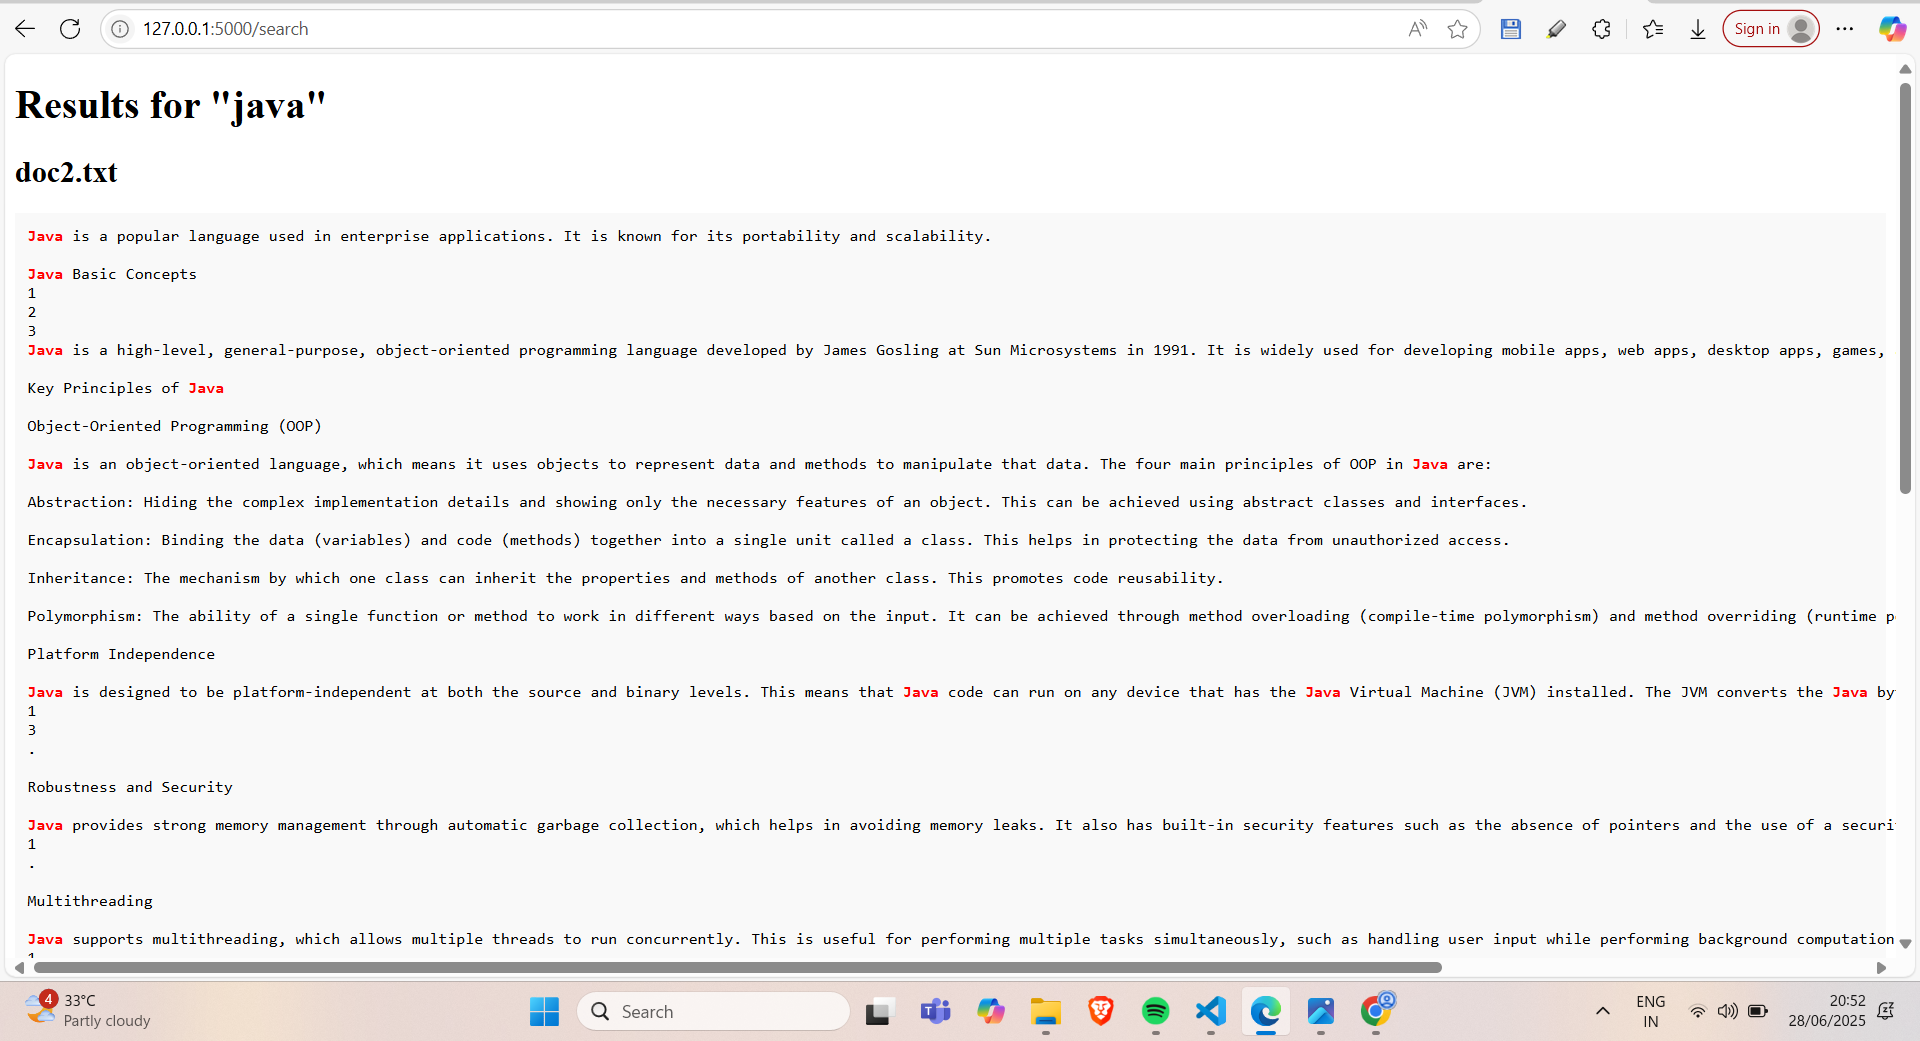 127.0.0.1:5000/search
Sign in
Results for "java"
doc2.txt
Java is a popular language used in enterprise applications. It is known for its portability and scalability.
Java Basic Concepts
1
2
3
Java is a high-level, general-purpose, object-oriented programming language developed by James Gosling at Sun Microsystems in 1991. It is widely used for developing mobile apps, web apps, desktop apps, games,
Key Principles of Java
Object-Oriented Programming (OOP)
Java is an object-oriented language, which means it uses objects to represent data and methods to manipulate that data. The four main principles of OOP in Java are:
Abstraction: Hiding the complex implementation details and showing only the necessary features of an object. This can be achieved using abstract classes and interfaces.
Encapsulation: Binding the data (variables) and code (methods) together into a single unit called a class. This helps in protecting the data from unauthorized access.
Inheritance: The mechanism by which one class can inherit the properties and methods of another class. This promotes code reusability.
Polymorphism: The ability of a single function or method to work in different ways based on the input. It can be achieved through method overloading (compile-time polymorphism) and method overriding (runtime p
Platform Independence
Java is designed to be platform-independent at both the source and binary levels. This means that Java code can run on any device that has the Java Virtual Machine (JVM) installed. The JVM converts the Java by
1
3
.
Robustness and Security
Java provides strong memory management through automatic garbage collection, which helps in avoiding memory leaks. It also has built-in security features such as the absence of pointers and the use of a securi
1
.
Multithreading
Java supports multithreading, which allows multiple threads to run concurrently. This is useful for performing multiple tasks simultaneously, such as handling user input while performing background computation
1
4
33°C
Partly cloudy
Search
ENG
IN
20:52
28/06/2025